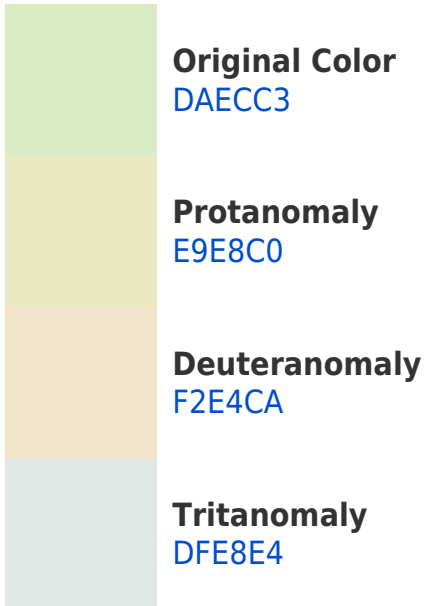 Original Color
DAECC3
Protanomaly
E9E8C0
Deuteranomaly
F2E4CA
Tritanomaly
DFE8E4